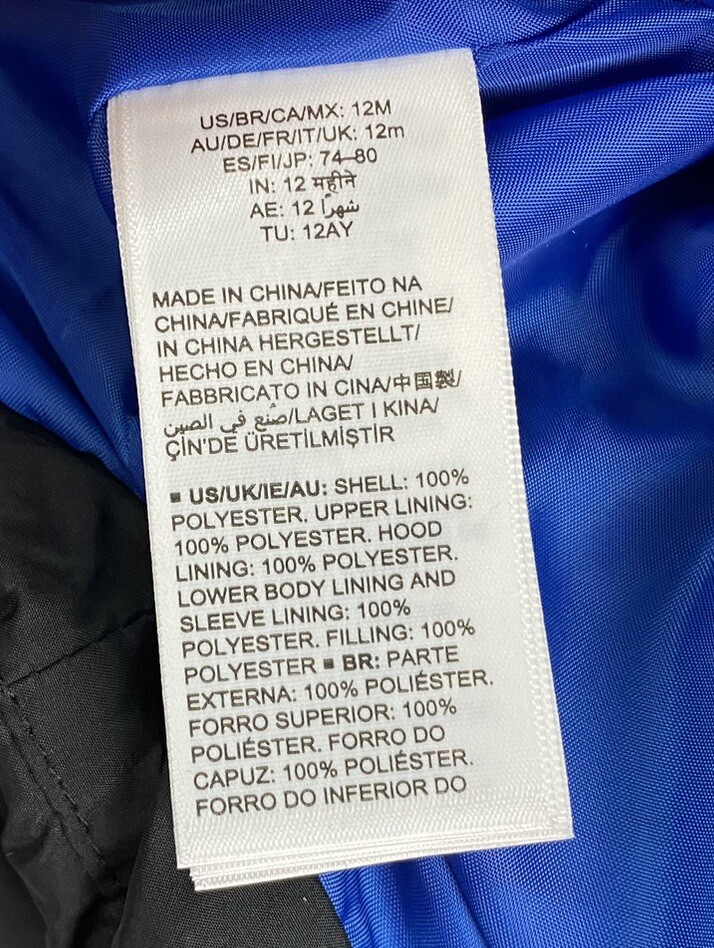 US/BR/CA/MX: 12M
AU/DE/FR/IT/UK: 12m
ES/FI/JP: 74–80
IN: 12 महीने
AE: 12 شهرًا
TU: 12AY
MADE IN CHINA/FEITO NA
CHINA/FABRIQUÉ EN CHINE/
IN CHINA HERGESTELLT/
HECHO EN CHINA/
FABBRICATO IN CINA/中国製/
صُنع في الصين/LAGET I KINA/
ÇİN'DE ÜRETİLMİŞTİR
■ US/UK/IE/AU: SHELL: 100%
POLYESTER. UPPER LINING:
100% POLYESTER. HOOD
LINING: 100% POLYESTER.
LOWER BODY LINING AND
SLEEVE LINING: 100%
POLYESTER. FILLING: 100%
POLYESTER ■ BR: PARTE
EXTERNA: 100% POLIÉSTER.
FORRO SUPERIOR: 100%
POLIÉSTER. FORRO DO
CAPUZ: 100% POLIÉSTER.
FORRO DO INFERIOR DO